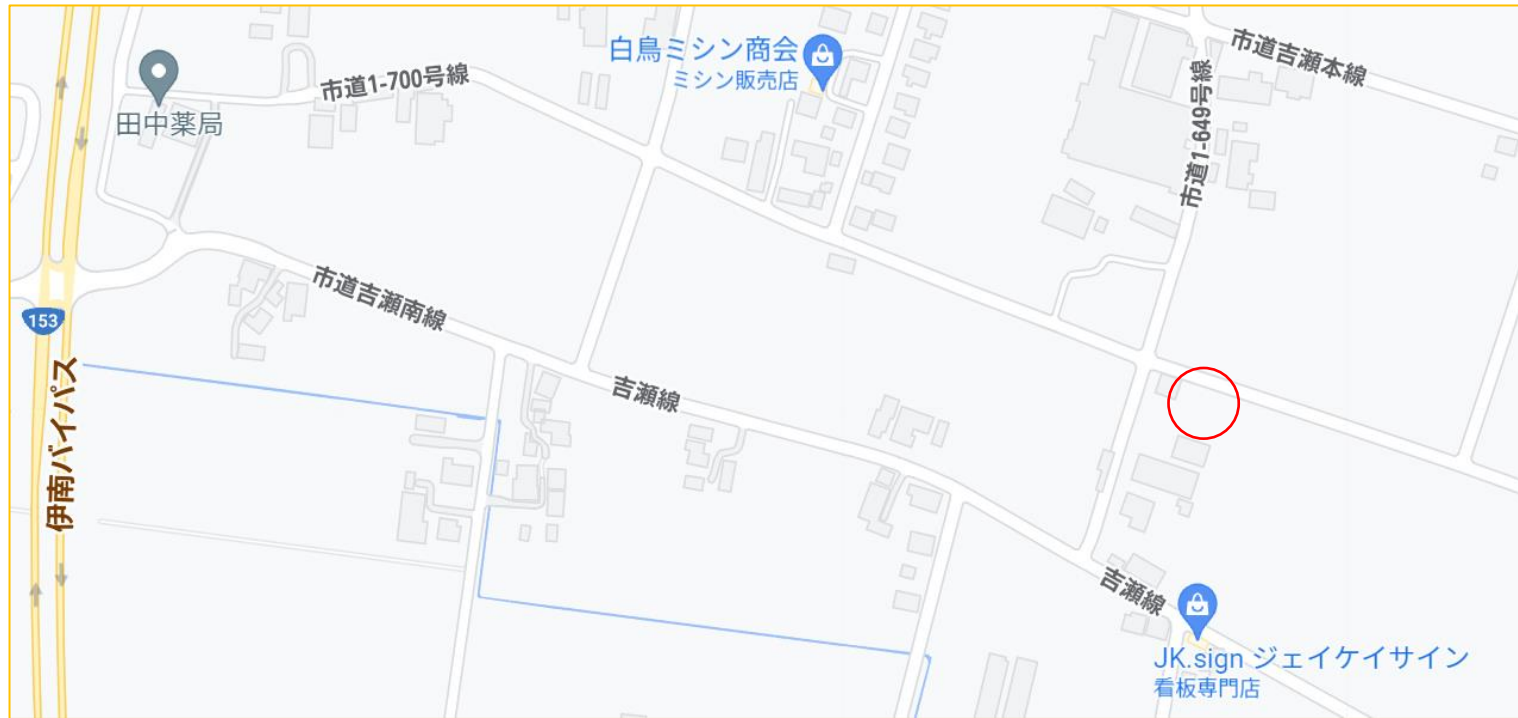 白鳥ミシン商会
ミシン販売店
市道吉瀬本線
市道1-700号線
田中薬局
市道1-649号線
市道吉瀬南線
153
伊南バイパス
吉瀬線
吉瀬線
JK.sign ジェイケイサイン
看板専門店